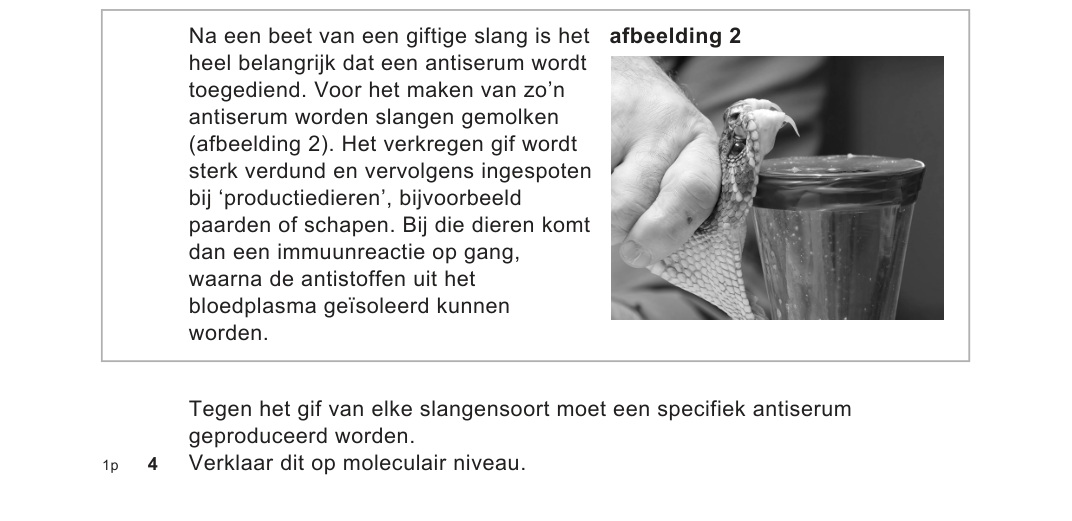 Na een beet van een giftige slang is het
heel belangrijk dat een antiserum wordt
toegediend. Voor het maken van zo’n
antiserum worden slangen gemolken
(afbeelding 2). Het verkregen gif wordt
sterk verdund en vervolgens ingespoten
bij ‘productiedieren’, bijvoorbeeld
paarden of schapen. Bij die dieren komt
dan een immuunreactie op gang,
waarna de antistoffen uit het
bloedplasma geïsoleerd kunnen
worden.
afbeelding 2
Tegen het gif van elke slangensoort moet een specifiek antiserum
geproduceerd worden.
1p 4 Verklaar dit op moleculair niveau.